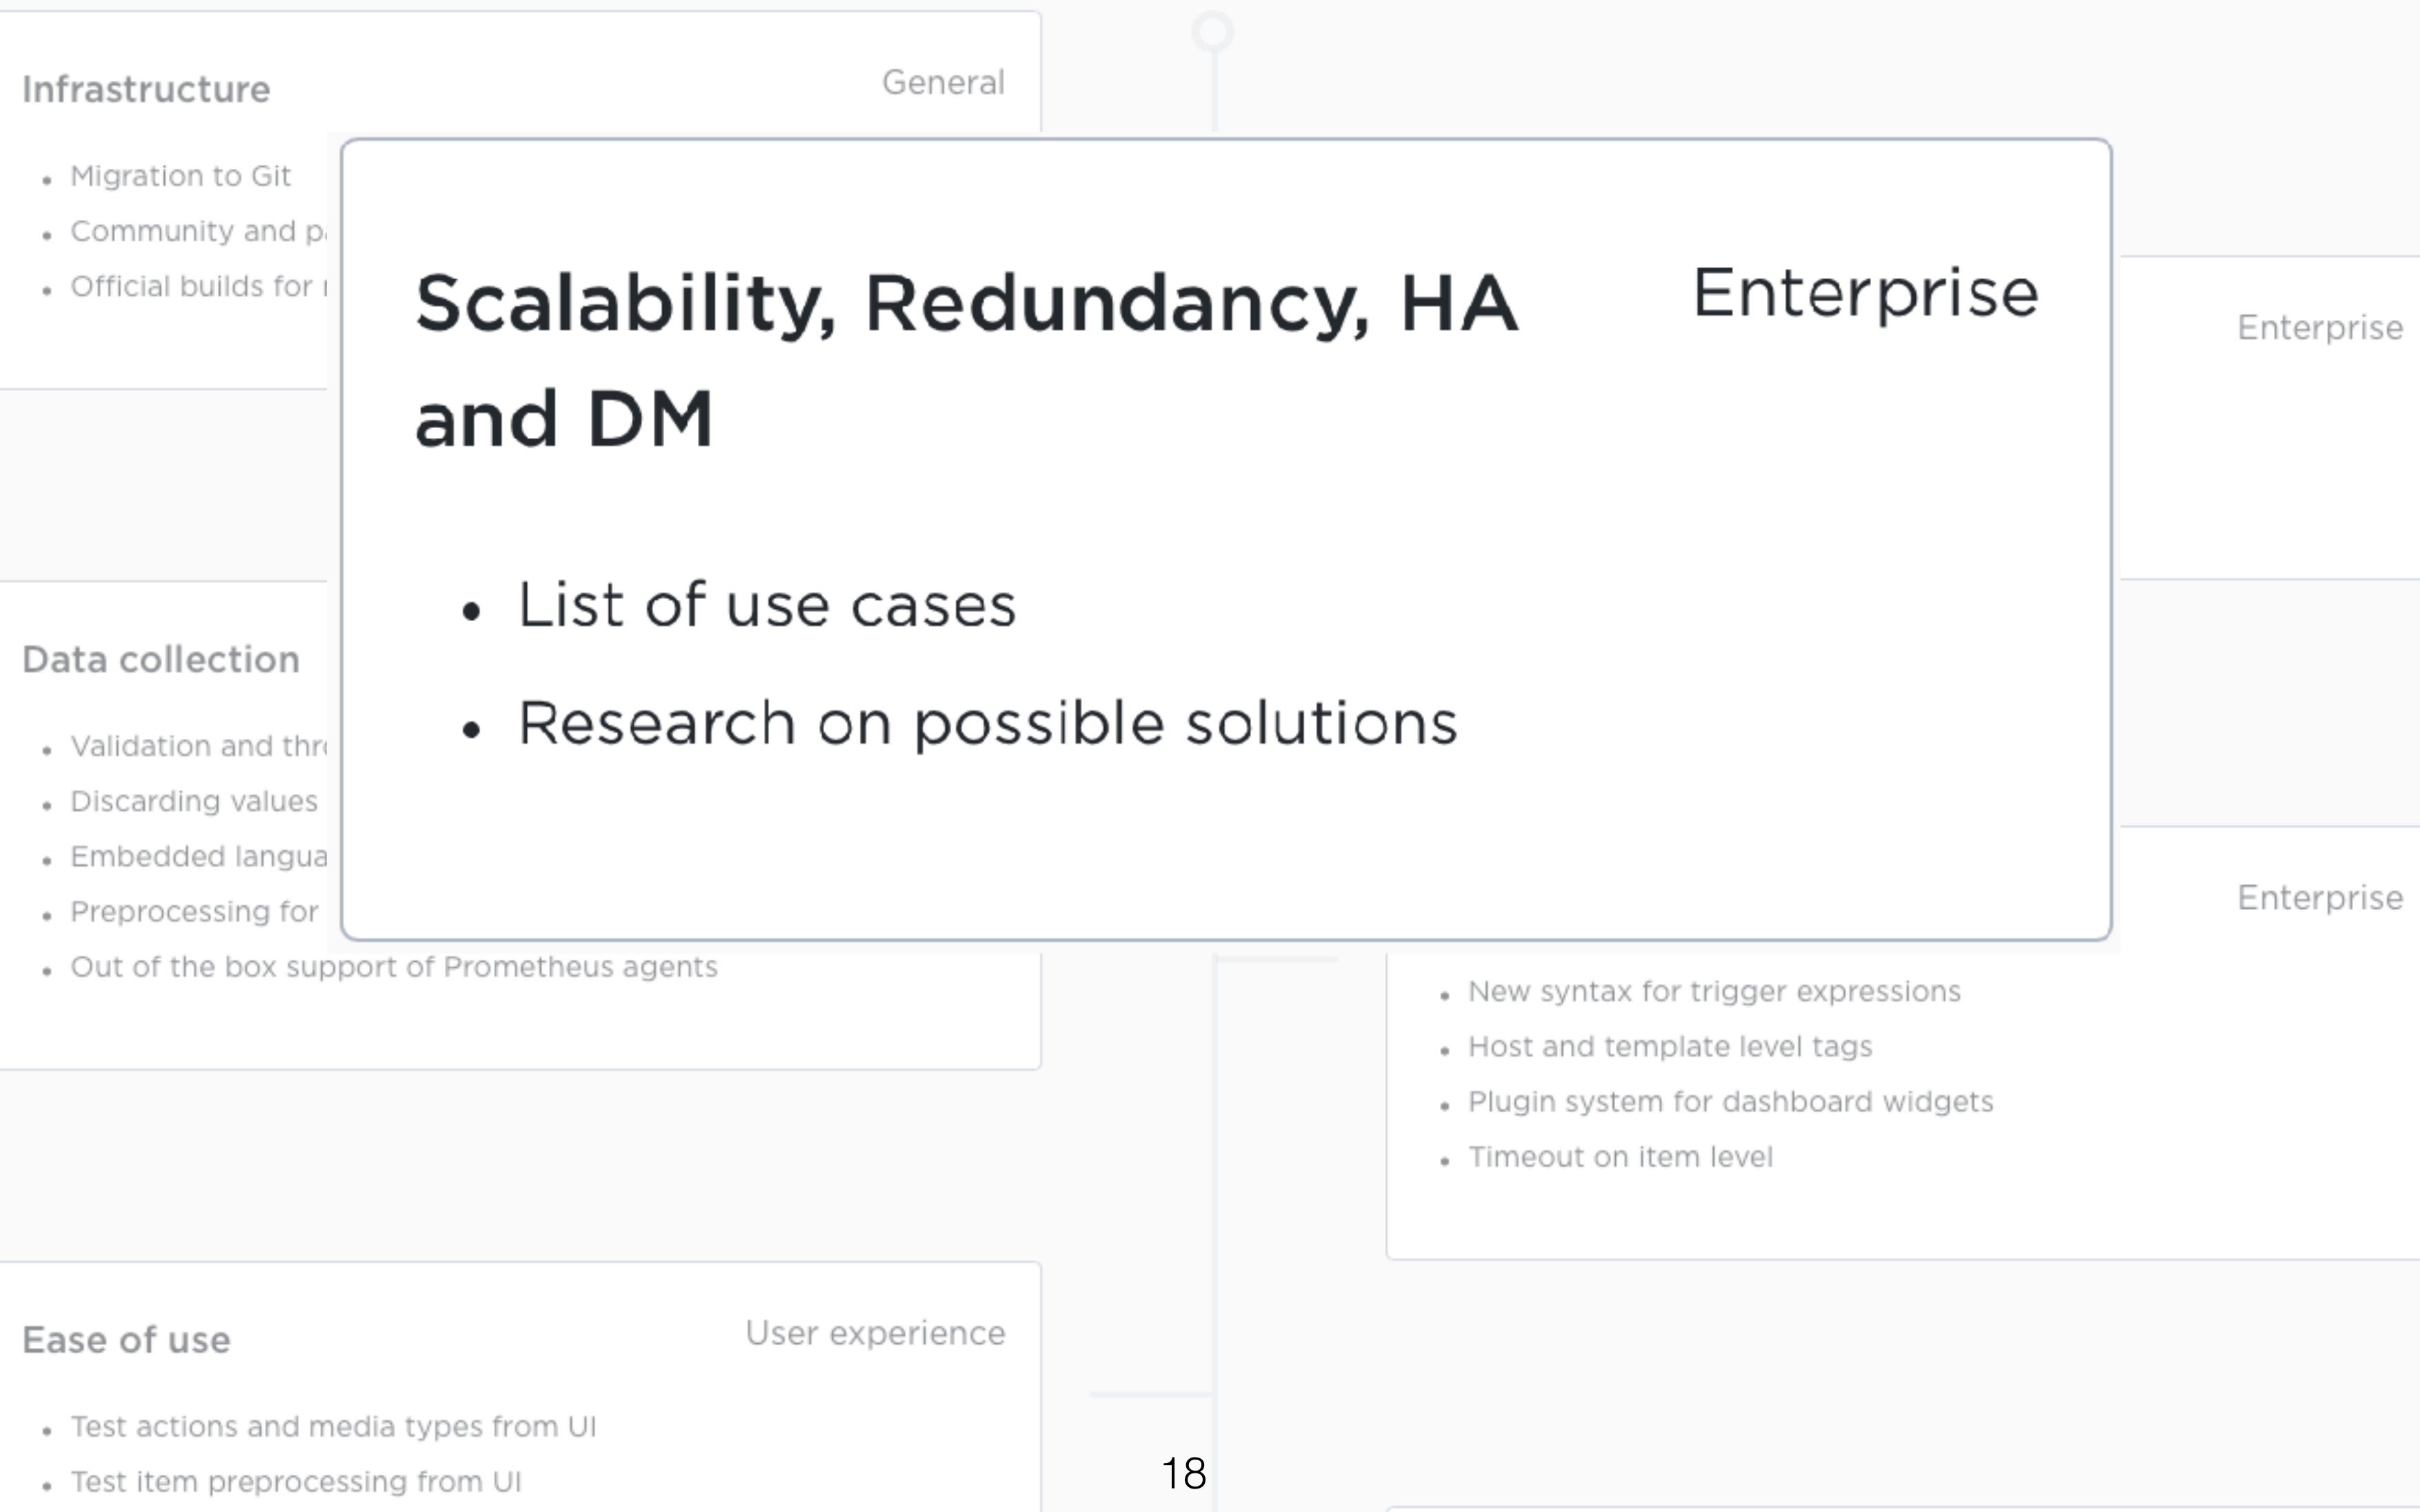 Infrastructure
General
• Migration to Git
• Community and
• Official builds for
Scalability, Redundancy, HA
and DM
Enterprise
• List of use cases
• Research on possible solutions
Enterprise
Data collection
• Validation and
• Discarding values
• Embedded
• Preprocessing for
• Out of the box support of Prometheus agents
Enterprise
• New syntax for trigger expressions
• Host and template level tags
• Plugin system for dashboard widgets
• Timeout on item level
Ease of use
User experience
• Test actions and media types from UI
• Test item preprocessing from UI
18